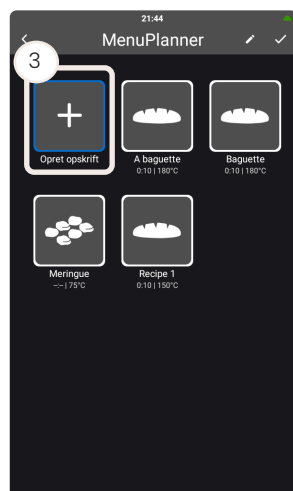 21:44
MenuPlanner
3
Opret opskrift
A baguette
0:10 | 180°C
Baguette
0:10 | 180°C
Meringue
--:-- | 75°C
Recipe 1
0:10 | 150°C